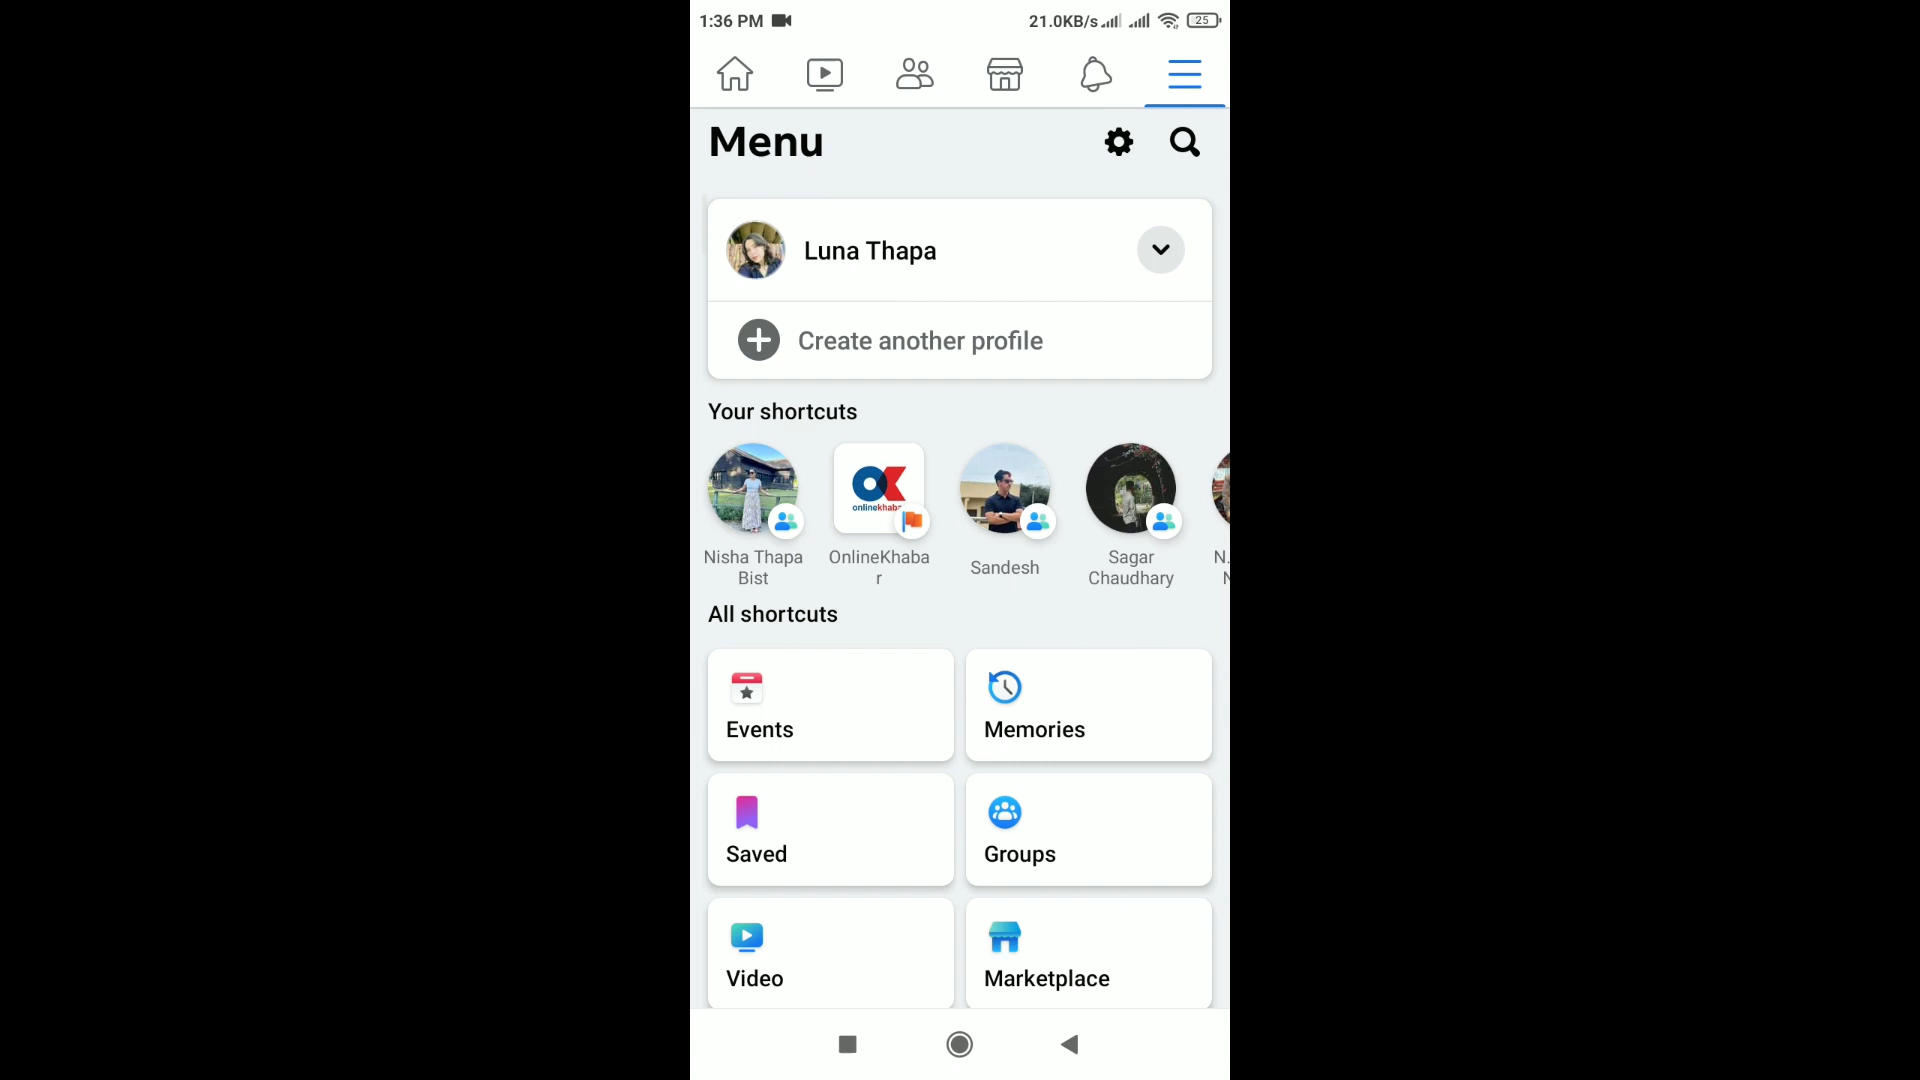 1:36 PM 21.0KB/s 25
Menu
Luna Thapa
Create another profile
Your shortcuts
onlinekhaba
Nisha Thapa
Bist
OnlineKhaba
r
Sandesh
Sagar
Chaudhary
N.
N
All shortcuts
Events
Memories
Saved
Groups
Video
Marketplace